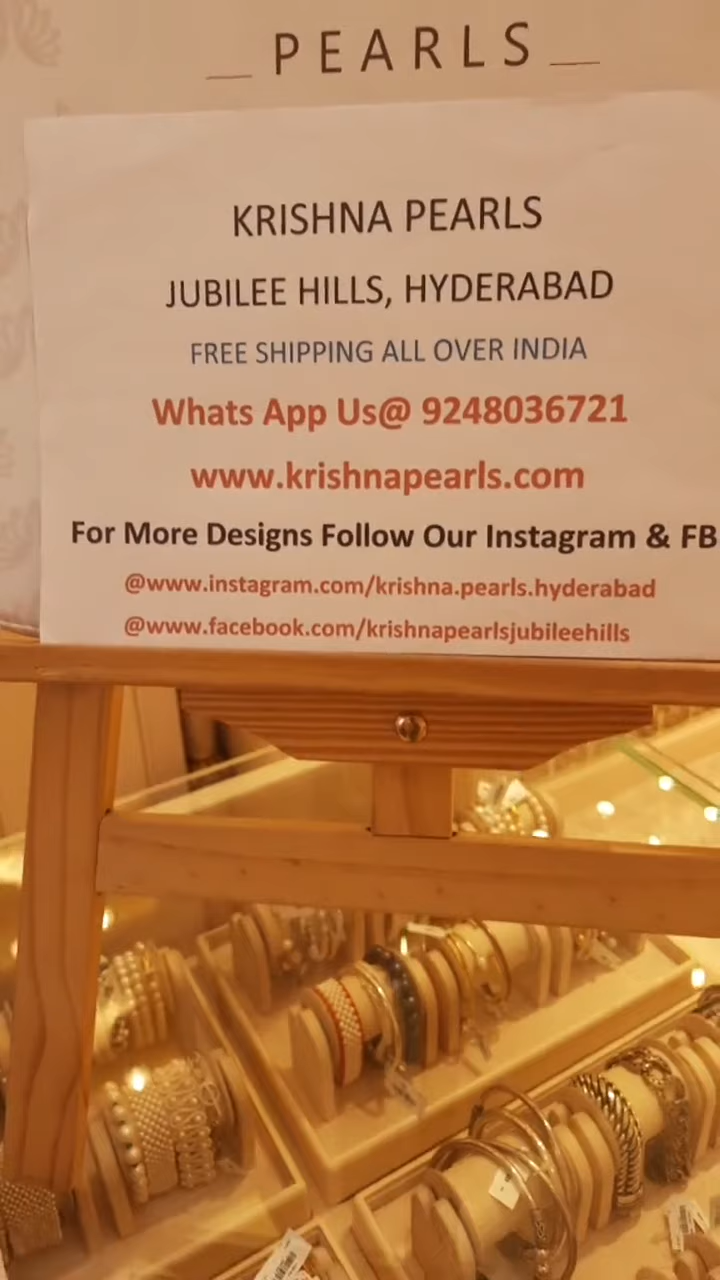 PEARLS
KRISHNA PEARLS
JUBILEE HILLS, HYDERABAD
FREE SHIPPING ALL OVER INDIA
Whats App Us@ 9248036721
www.krishnapearls.com
For More Designs Follow Our Instagram & FB
@www.instagram.com/krishna.pearls.hyderabad
@www.facebook.com/krishnapearlsjubileehills